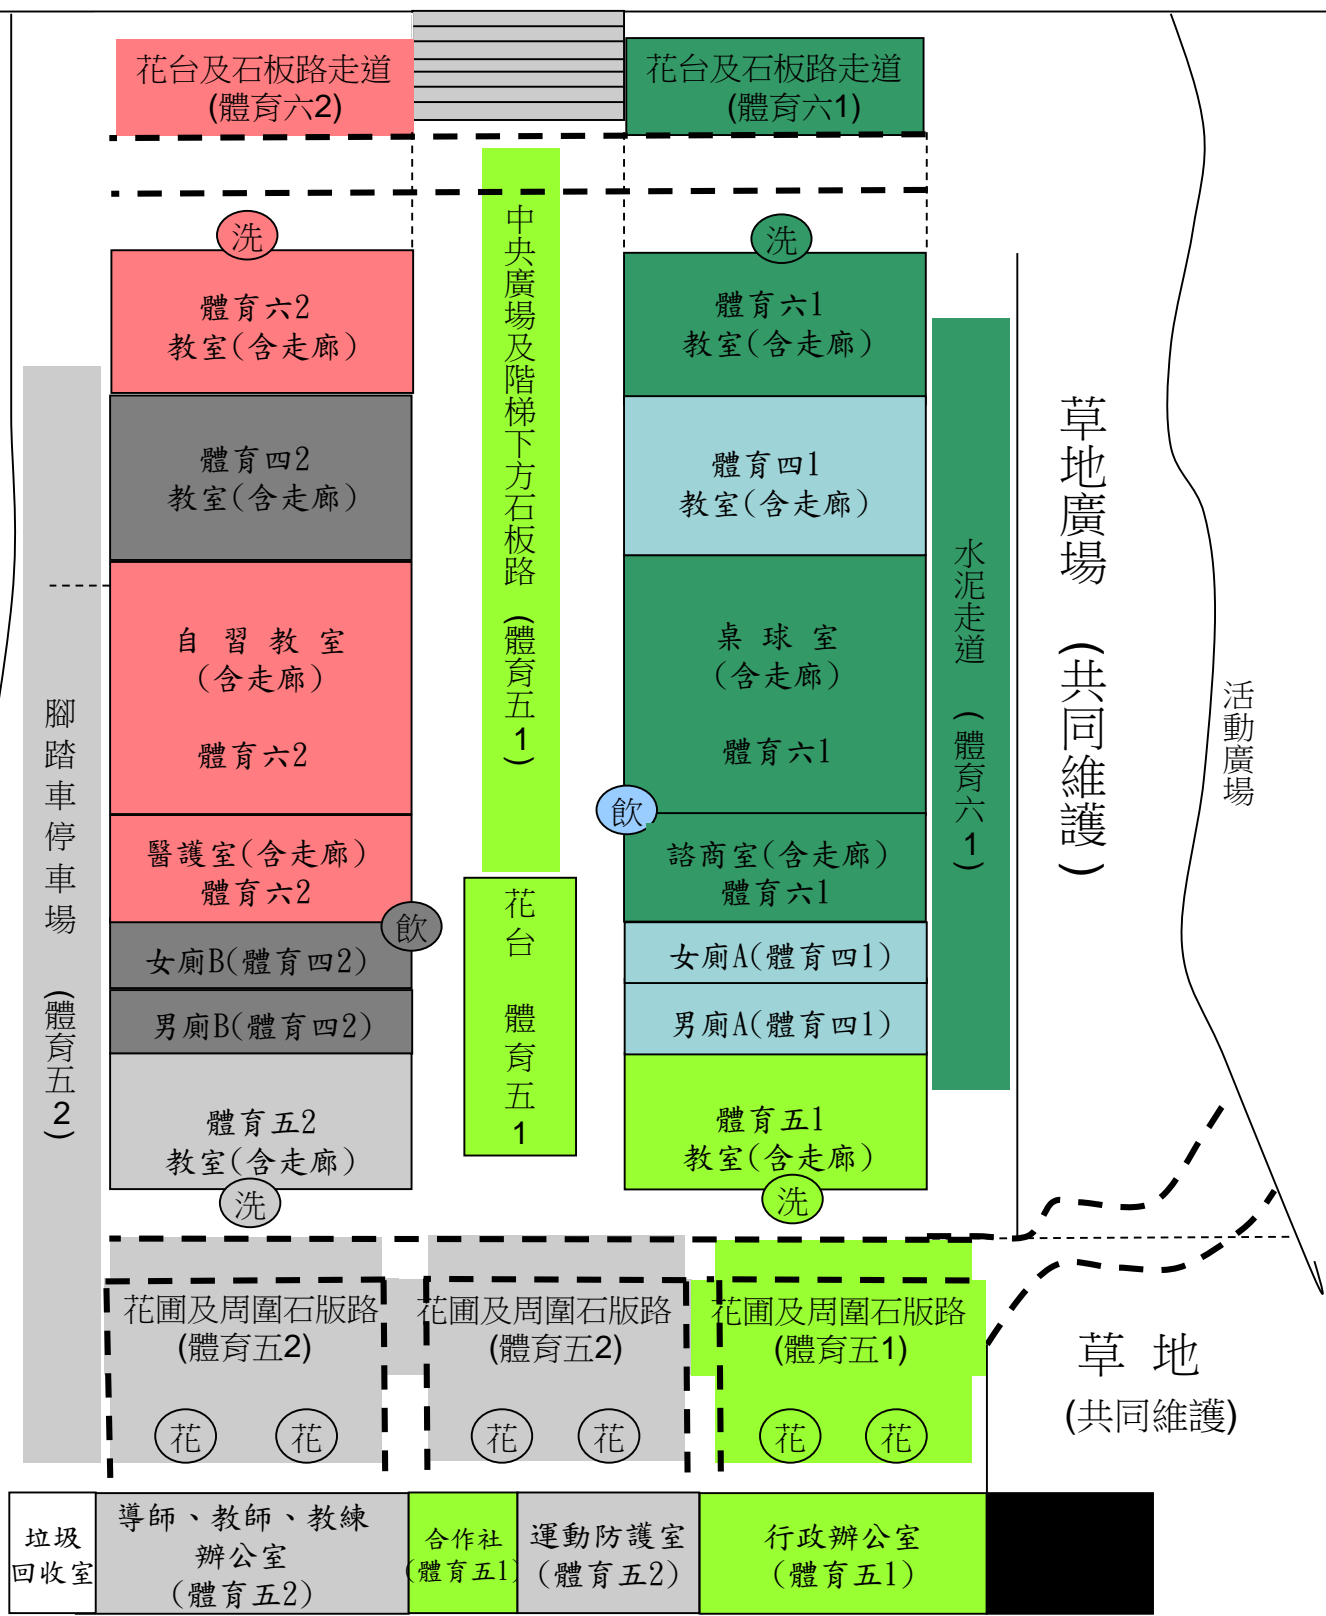 花台及石板路走道
(體育六2)
花台及石板路走道
(體育六1)
洗
洗
體育六2
教室(含走廊)
體育四2
教室(含走廊)
自習教室
(含走廊)
體育六2
醫護室(含走廊)
體育六2
飲
女廁B(體育四2)
男廁B(體育四2)
體育五2
教室(含走廊)
洗
腳踏車停車場(體育五2)
中央廣場及階梯下方石板路(體育五1)
花台 體育五1
體育六1
教室(含走廊)
體育四1
教室(含走廊)
桌球室
(含走廊)
體育六1
飲
諮商室(含走廊)
體育六1
女廁A(體育四1)
男廁A(體育四1)
體育五1
教室(含走廊)
洗
水泥走道(體育六1)
草地廣場(共同維護)
活動廣場
花圃及周圍石版路
(體育五2)
花
花
花圃及周圍石版路
(體育五2)
花
花
花圃及周圍石版路
(體育五1)
花
花
草地
(共同維護)
垃圾
回收室
導師、教師、教練
辦公室
(體育五2)
合作社
(體育五1)
運動防護室
(體育五2)
行政辦公室
(體育五1)